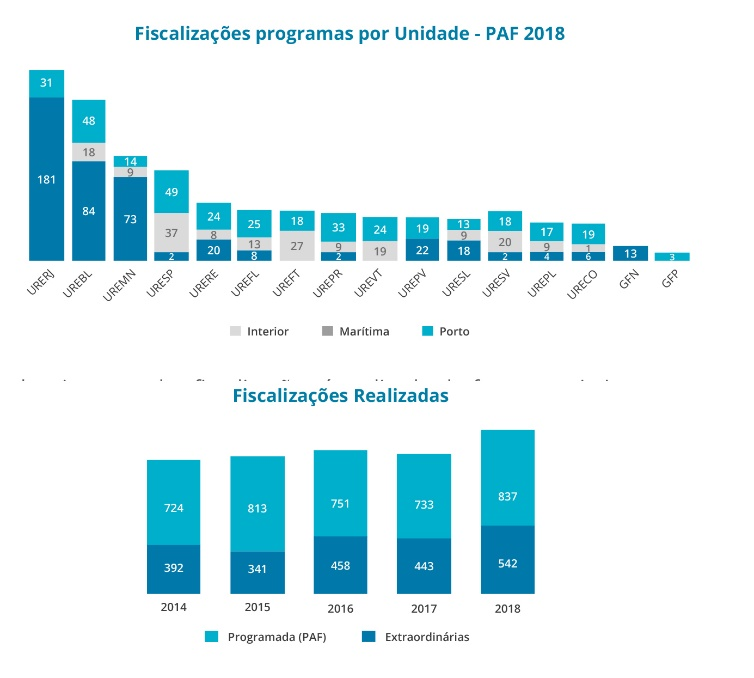 Fiscalizações programas por Unidade - PAF 2018
31
48
18
14
9
181
84
73
49
37
2
24
8
20
25
13
8
18
27
33
9
2
24
19
19
22
13
9
18
18
20
2
17
9
4
19
1
6
13
3
URERJ
UREBL
UREMN
URESP
URERE
UREFL
UREFT
UREPR
UREVT
UREPV
URESL
URESV
UREPL
URECO
GFN
GFP
Interior
Marítima
Porto
Fiscalizações Realizadas
724
813
751
733
837
392
341
458
443
542
2014
2015
2016
2017
2018
Programada (PAF)
Extraordinárias